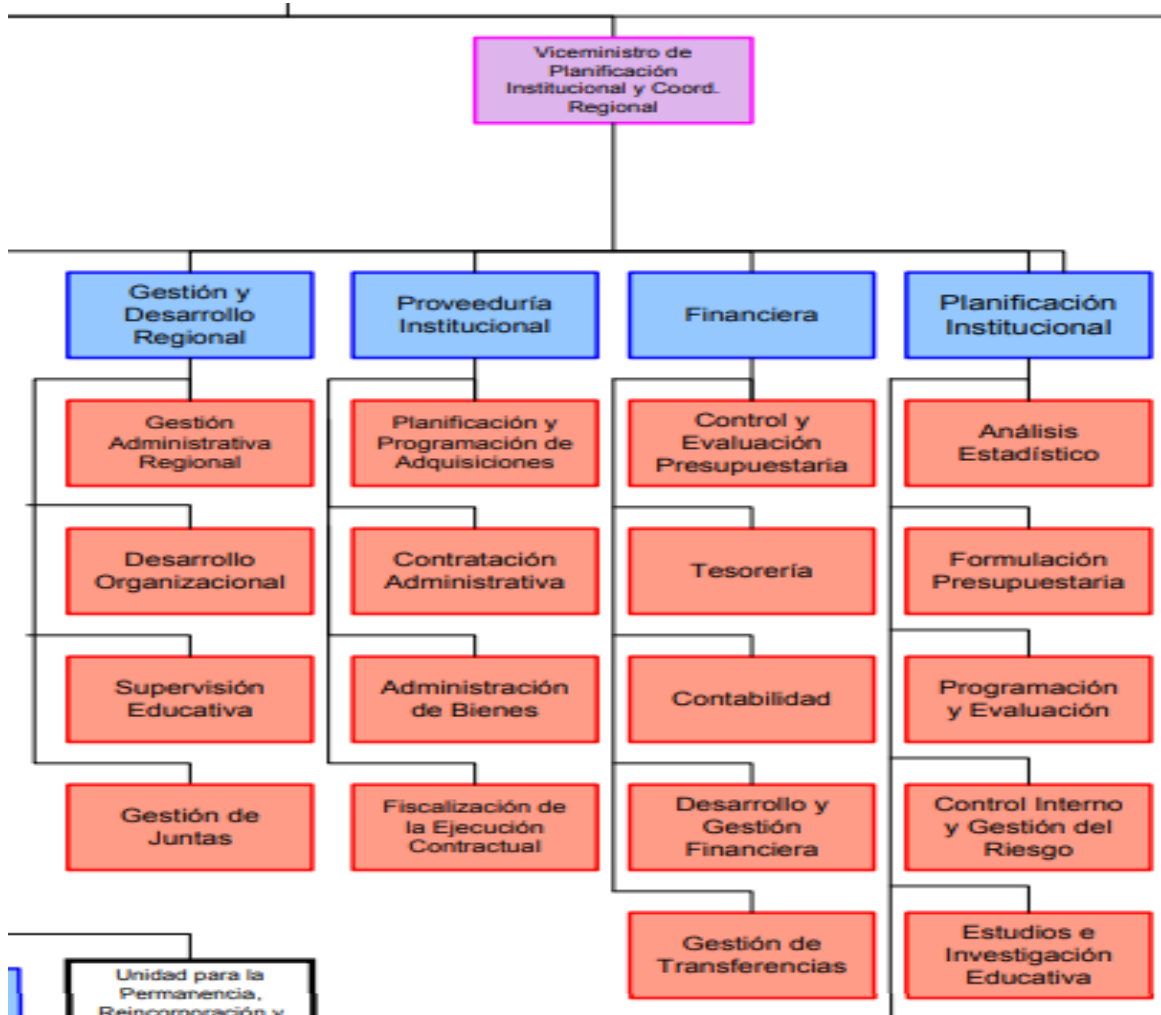 Viceministro de
Planificación
Institucional y Coord.
Regional
Gestión y
Desarrollo
Regional
Proveeduría
Institucional
Financiera
Planificación
Institucional
Gestión
Administrativa
Regional
Planificación y
Programación de
Adquisiciones
Control y
Evaluación
Presupuestaria
Análisis
Estadístico
Desarrollo
Organizacional
Contratación
Administrativa
Tesorería
Formulación
Presupuestaria
Supervisión
Educativa
Administración
de Bienes
Contabilidad
Programación
y Evaluación
Gestión de
Juntas
Fiscalización de
la Ejecución
Contractual
Desarrollo y
Gestión
Financiera
Control Interno
y Gestión del
Riesgo
Gestión de
Transferencias
Estudios e
Investigación
Educativa
Unidad para la
Permanencia,
Reincorporación y